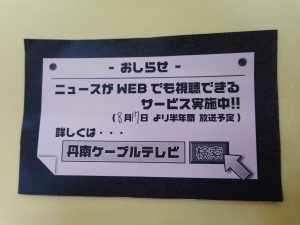 - おしらせ -
ニュースがWEBでも視聴できる
サービス実施中!!
(8月17日より半年間 放送予定)
詳しくは・・・
丹南ケーブルテレビ 検索